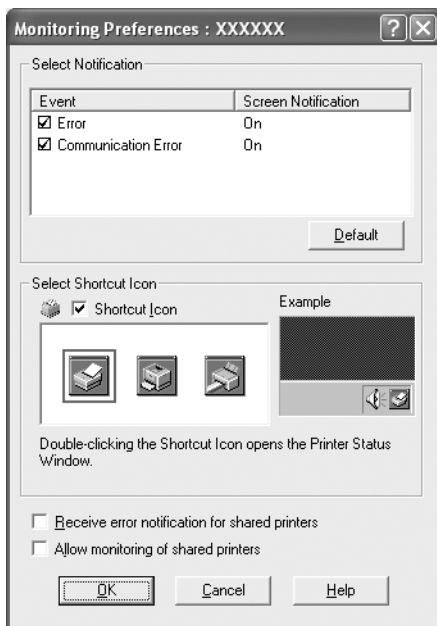 Monitoring Preferences : XXXXXX
Select Notification
Event Screen Notification
Error On
Communication Error On
Default
Select Shortcut Icon
Shortcut Icon
Example
Double-clicking the Shortcut Icon opens the Printer Status
Window.
Receive error notification for shared printers
Allow monitoring of shared printers
OK Cancel Help